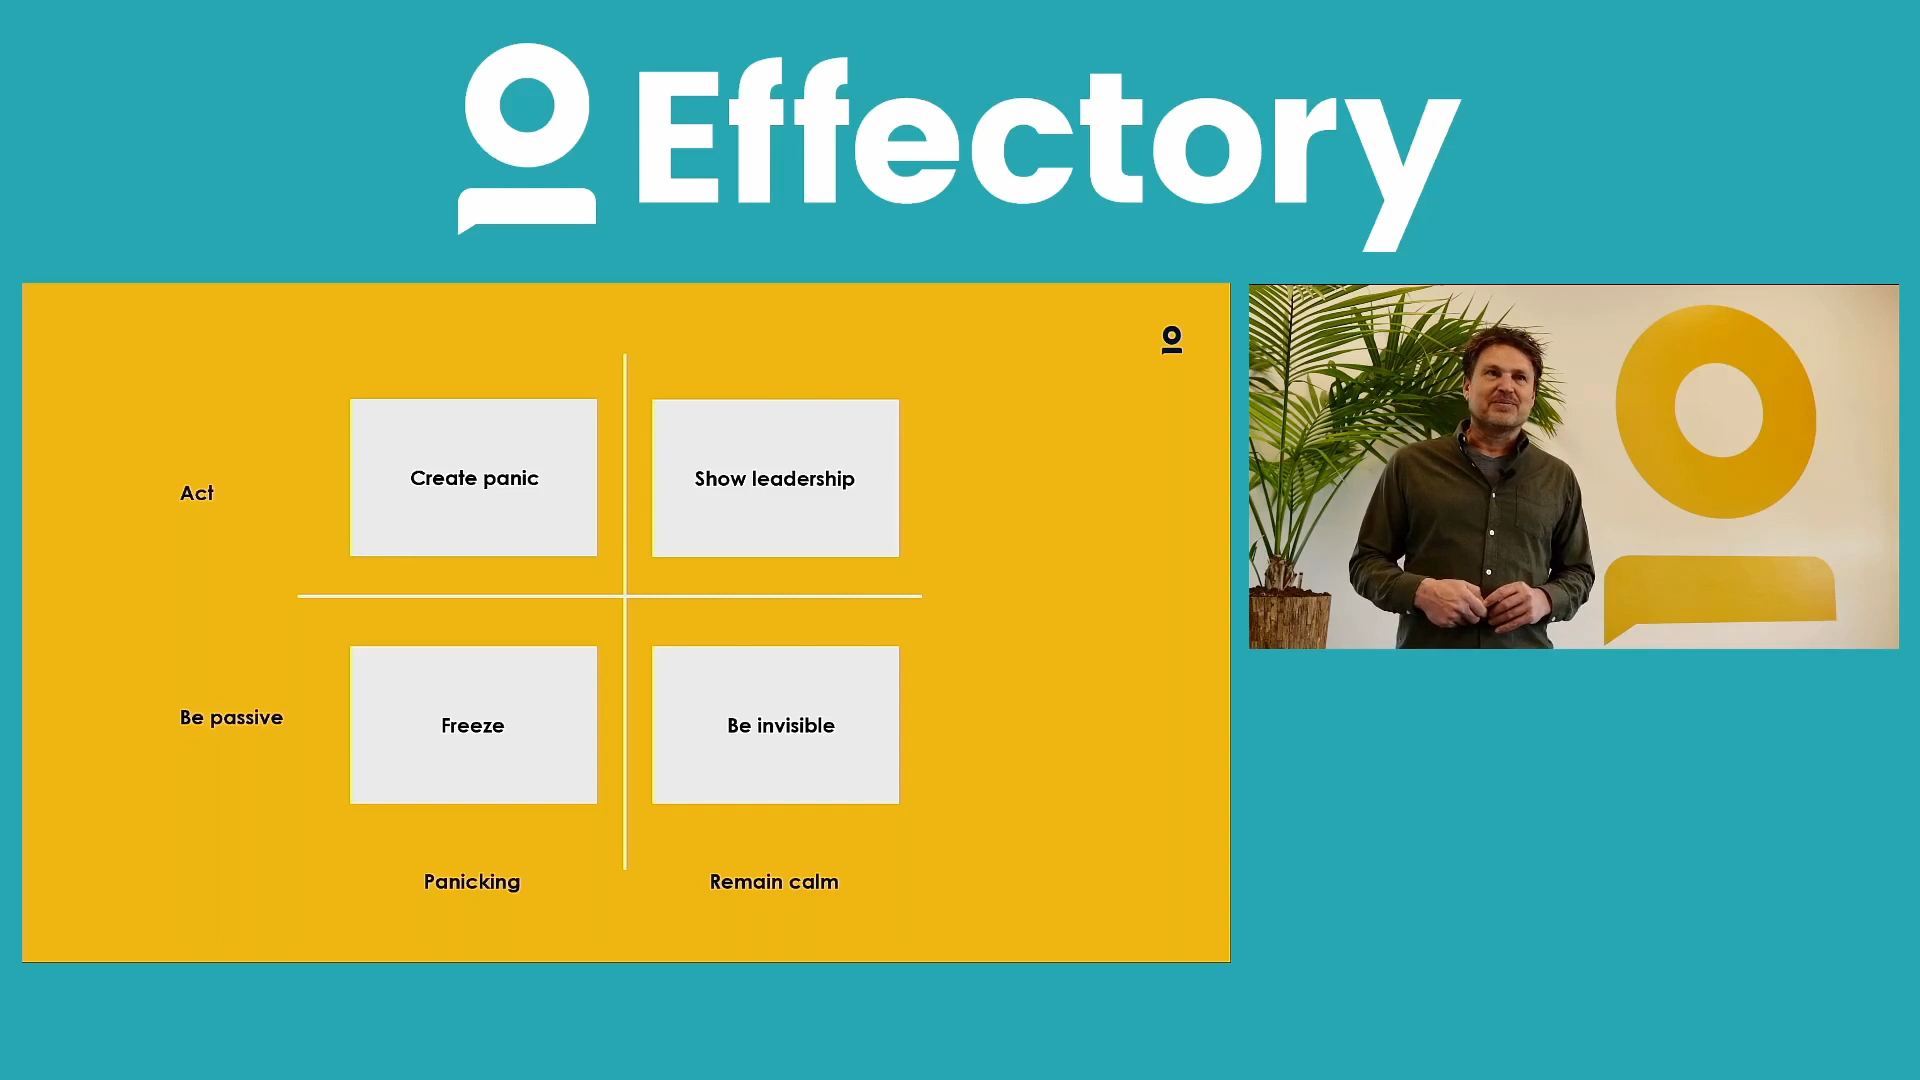 Effectory
Act
Create panic
Show leadership
Be passive
Freeze
Be invisible
Panicking
Remain calm